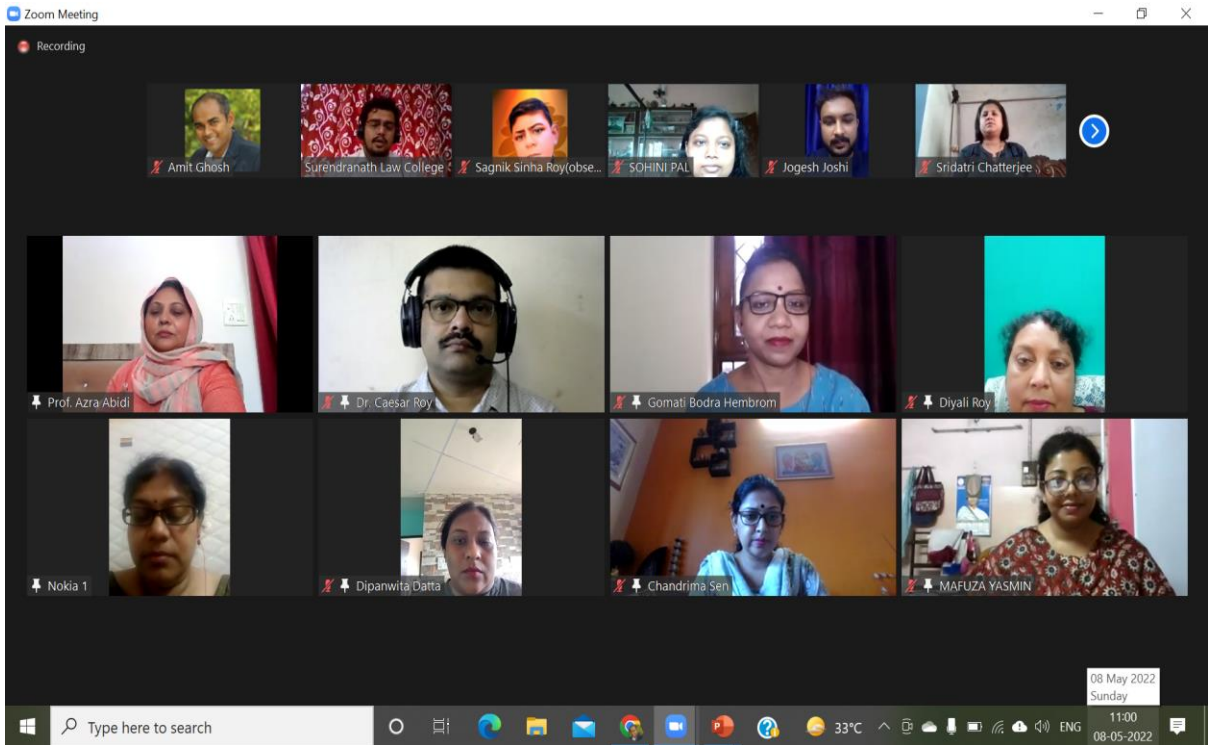 Zoom Meeting
Recording
Amit Ghosh
Surendranath Law College
Sagnik Sinha Roy(obse...
SOHINI PAL
Jogesh Joshi
Sridatri Chatterjee
Prof. Azra Abidi
Dr. Caesar Roy
Gomati Bodra Hembrom
Diyali Roy
Nokia 1
Dipanwita Datta
Chandrima Sen
MAFUZA YASMIN
08 May 2022
Sunday
Type here to search
33°C
ENG
11:00
08-05-2022